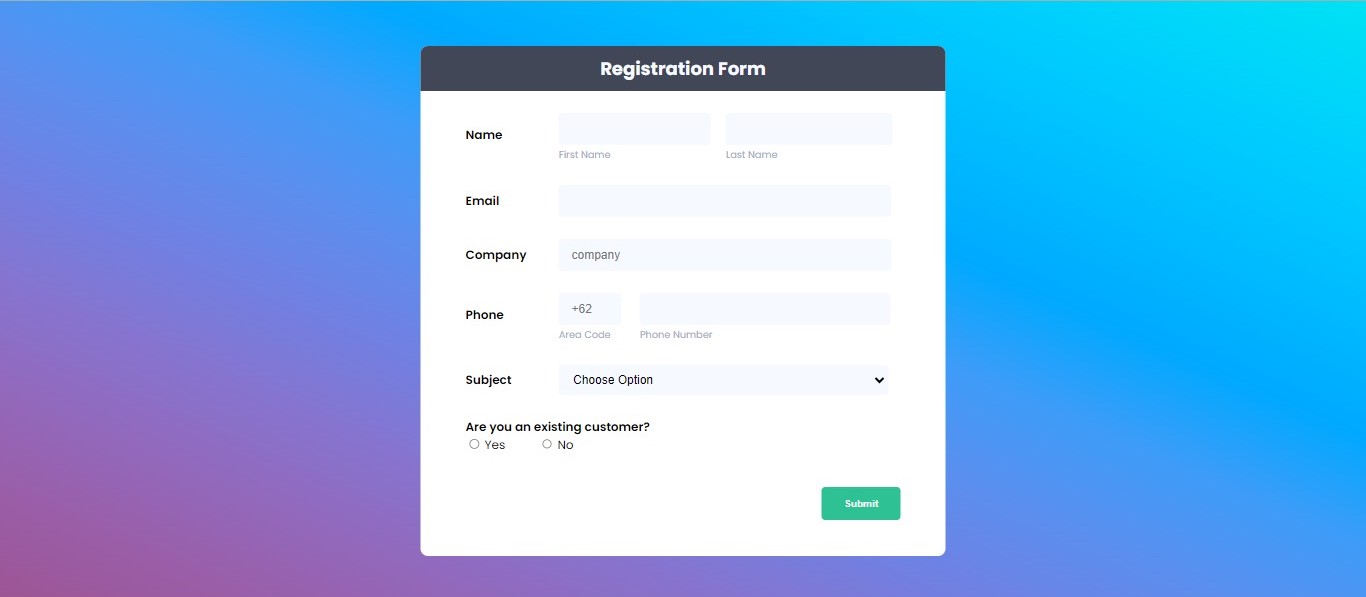 Registration Form
Name
First Name Last Name
Email
Company company
Phone +62
Area Code Phone Number
Subject Choose Option
Are you an existing customer?
Yes No
Submit